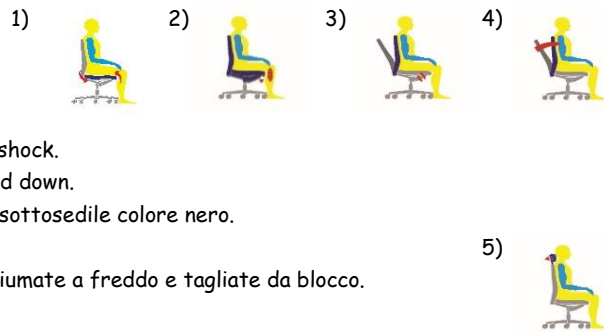 1) 2) 3) 4)
shock.
d down.
sottosedile colore nero.
5)
iumate a freddo e tagliate da blocco.